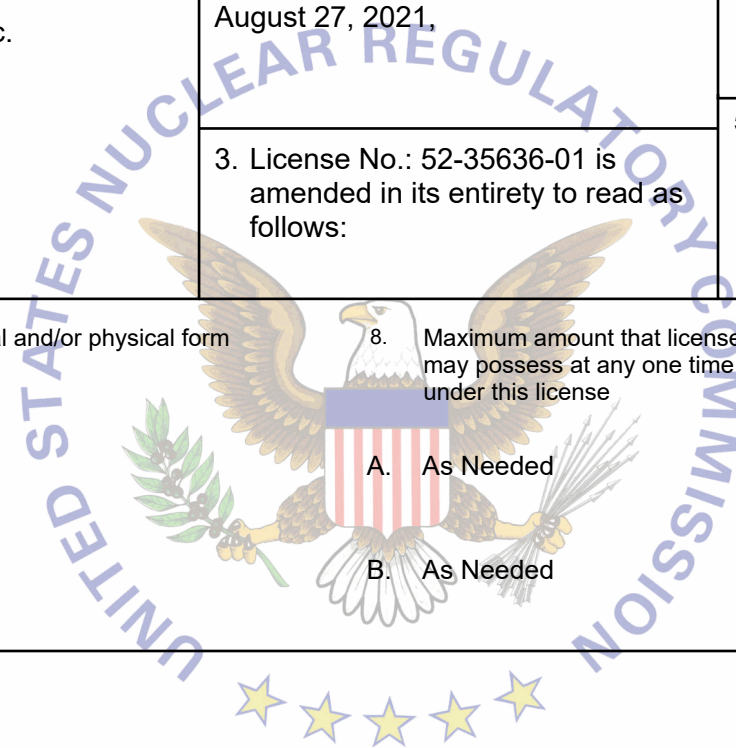 c.
August 27, 2021,
3. License No.: 52-35636-01 is
amended in its entirety to read as
follows:
and/or physical form
8. Maximum amount that license
may possess at any one time
under this license
A. As Needed
B. As Needed
UNITED STATES NUCLEAR REGULATORY COMMISSION